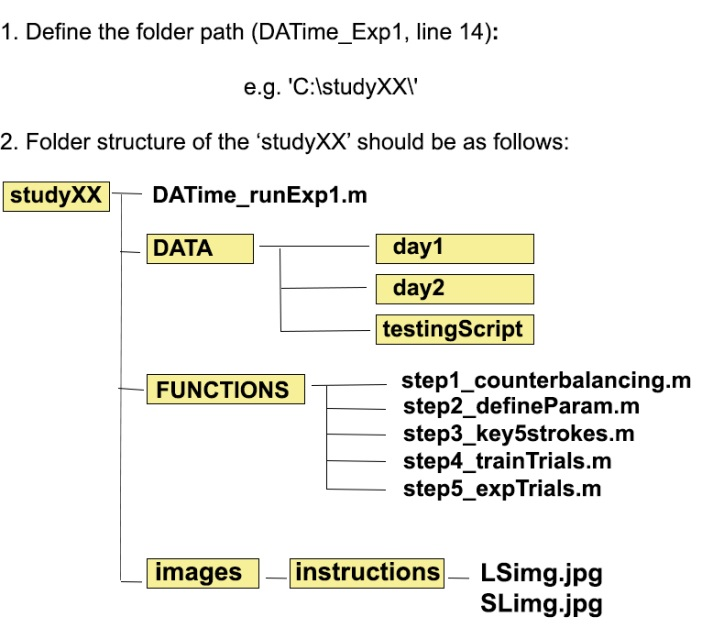 1. Define the folder path (DATime_Exp1, line 14):
e.g. 'C:\studyXX\'
2. Folder structure of the ‘studyXX’ should be as follows:
studyXX DATime_runExp1.m
DATA day1
day2
testingScript
FUNCTIONS step1_counterbalancing.m
step2_defineParam.m
step3_key5strokes.m
step4_trainTrials.m
step5_expTrials.m
images instructions LSimg.jpg
SLimg.jpg